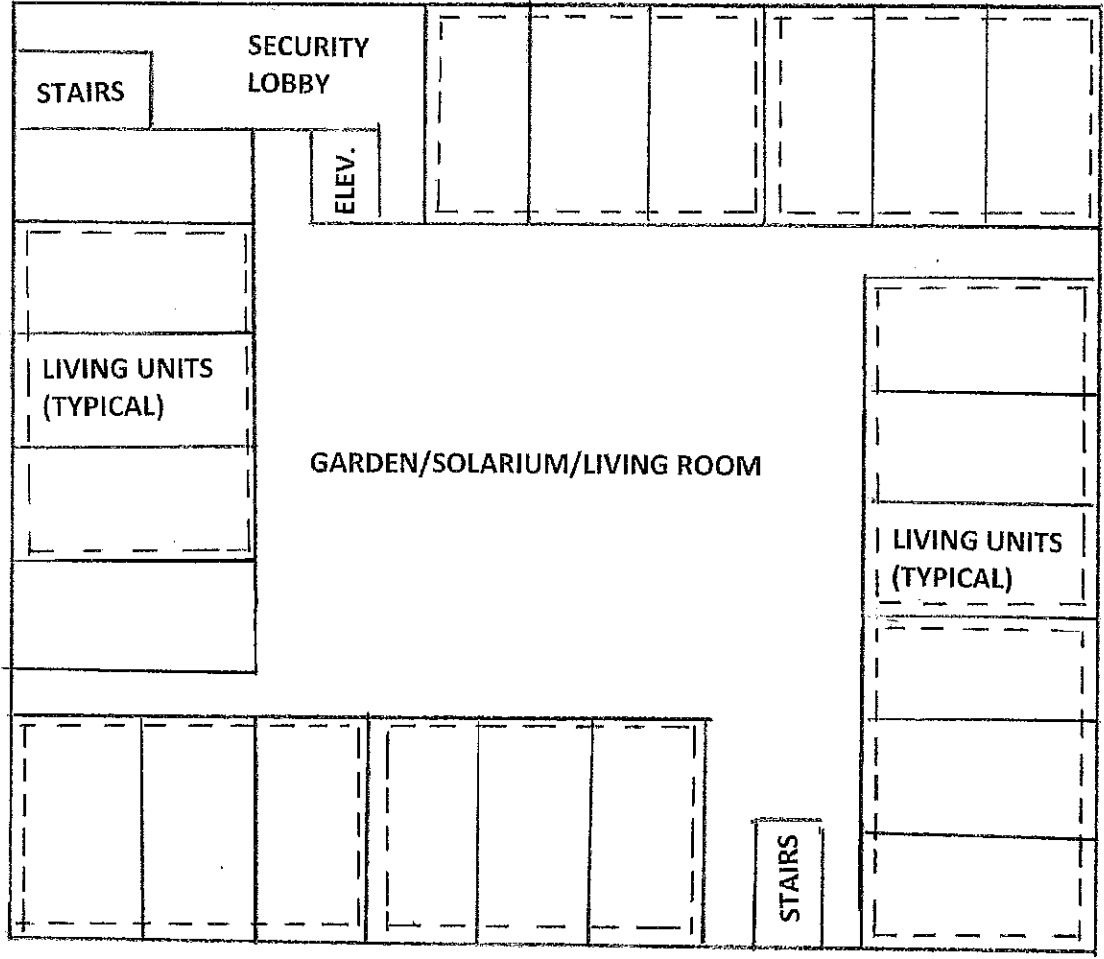 SECURITY
LOBBY
STAIRS
ELEV.
LIVING UNITS
(TYPICAL)
GARDEN/SOLARIUM/LIVING ROOM
LIVING UNITS
(TYPICAL)
STAIRS